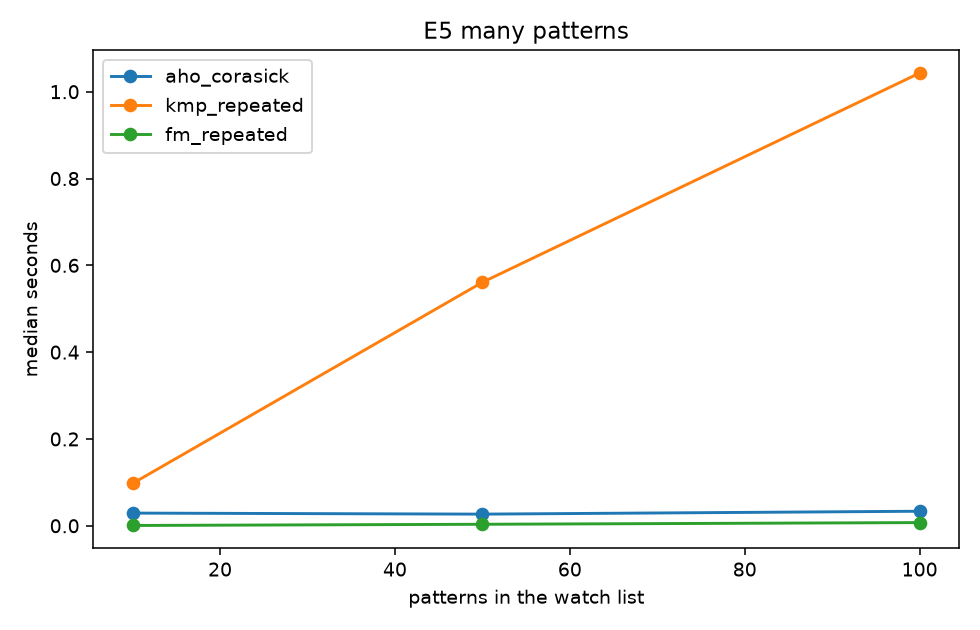 E5 many patterns
aho_corasick
kmp_repeated
fm_repeated
1.0
0.8
0.6
0.4
0.2
0.0
median seconds
20 40 60 80 100
patterns in the watch list